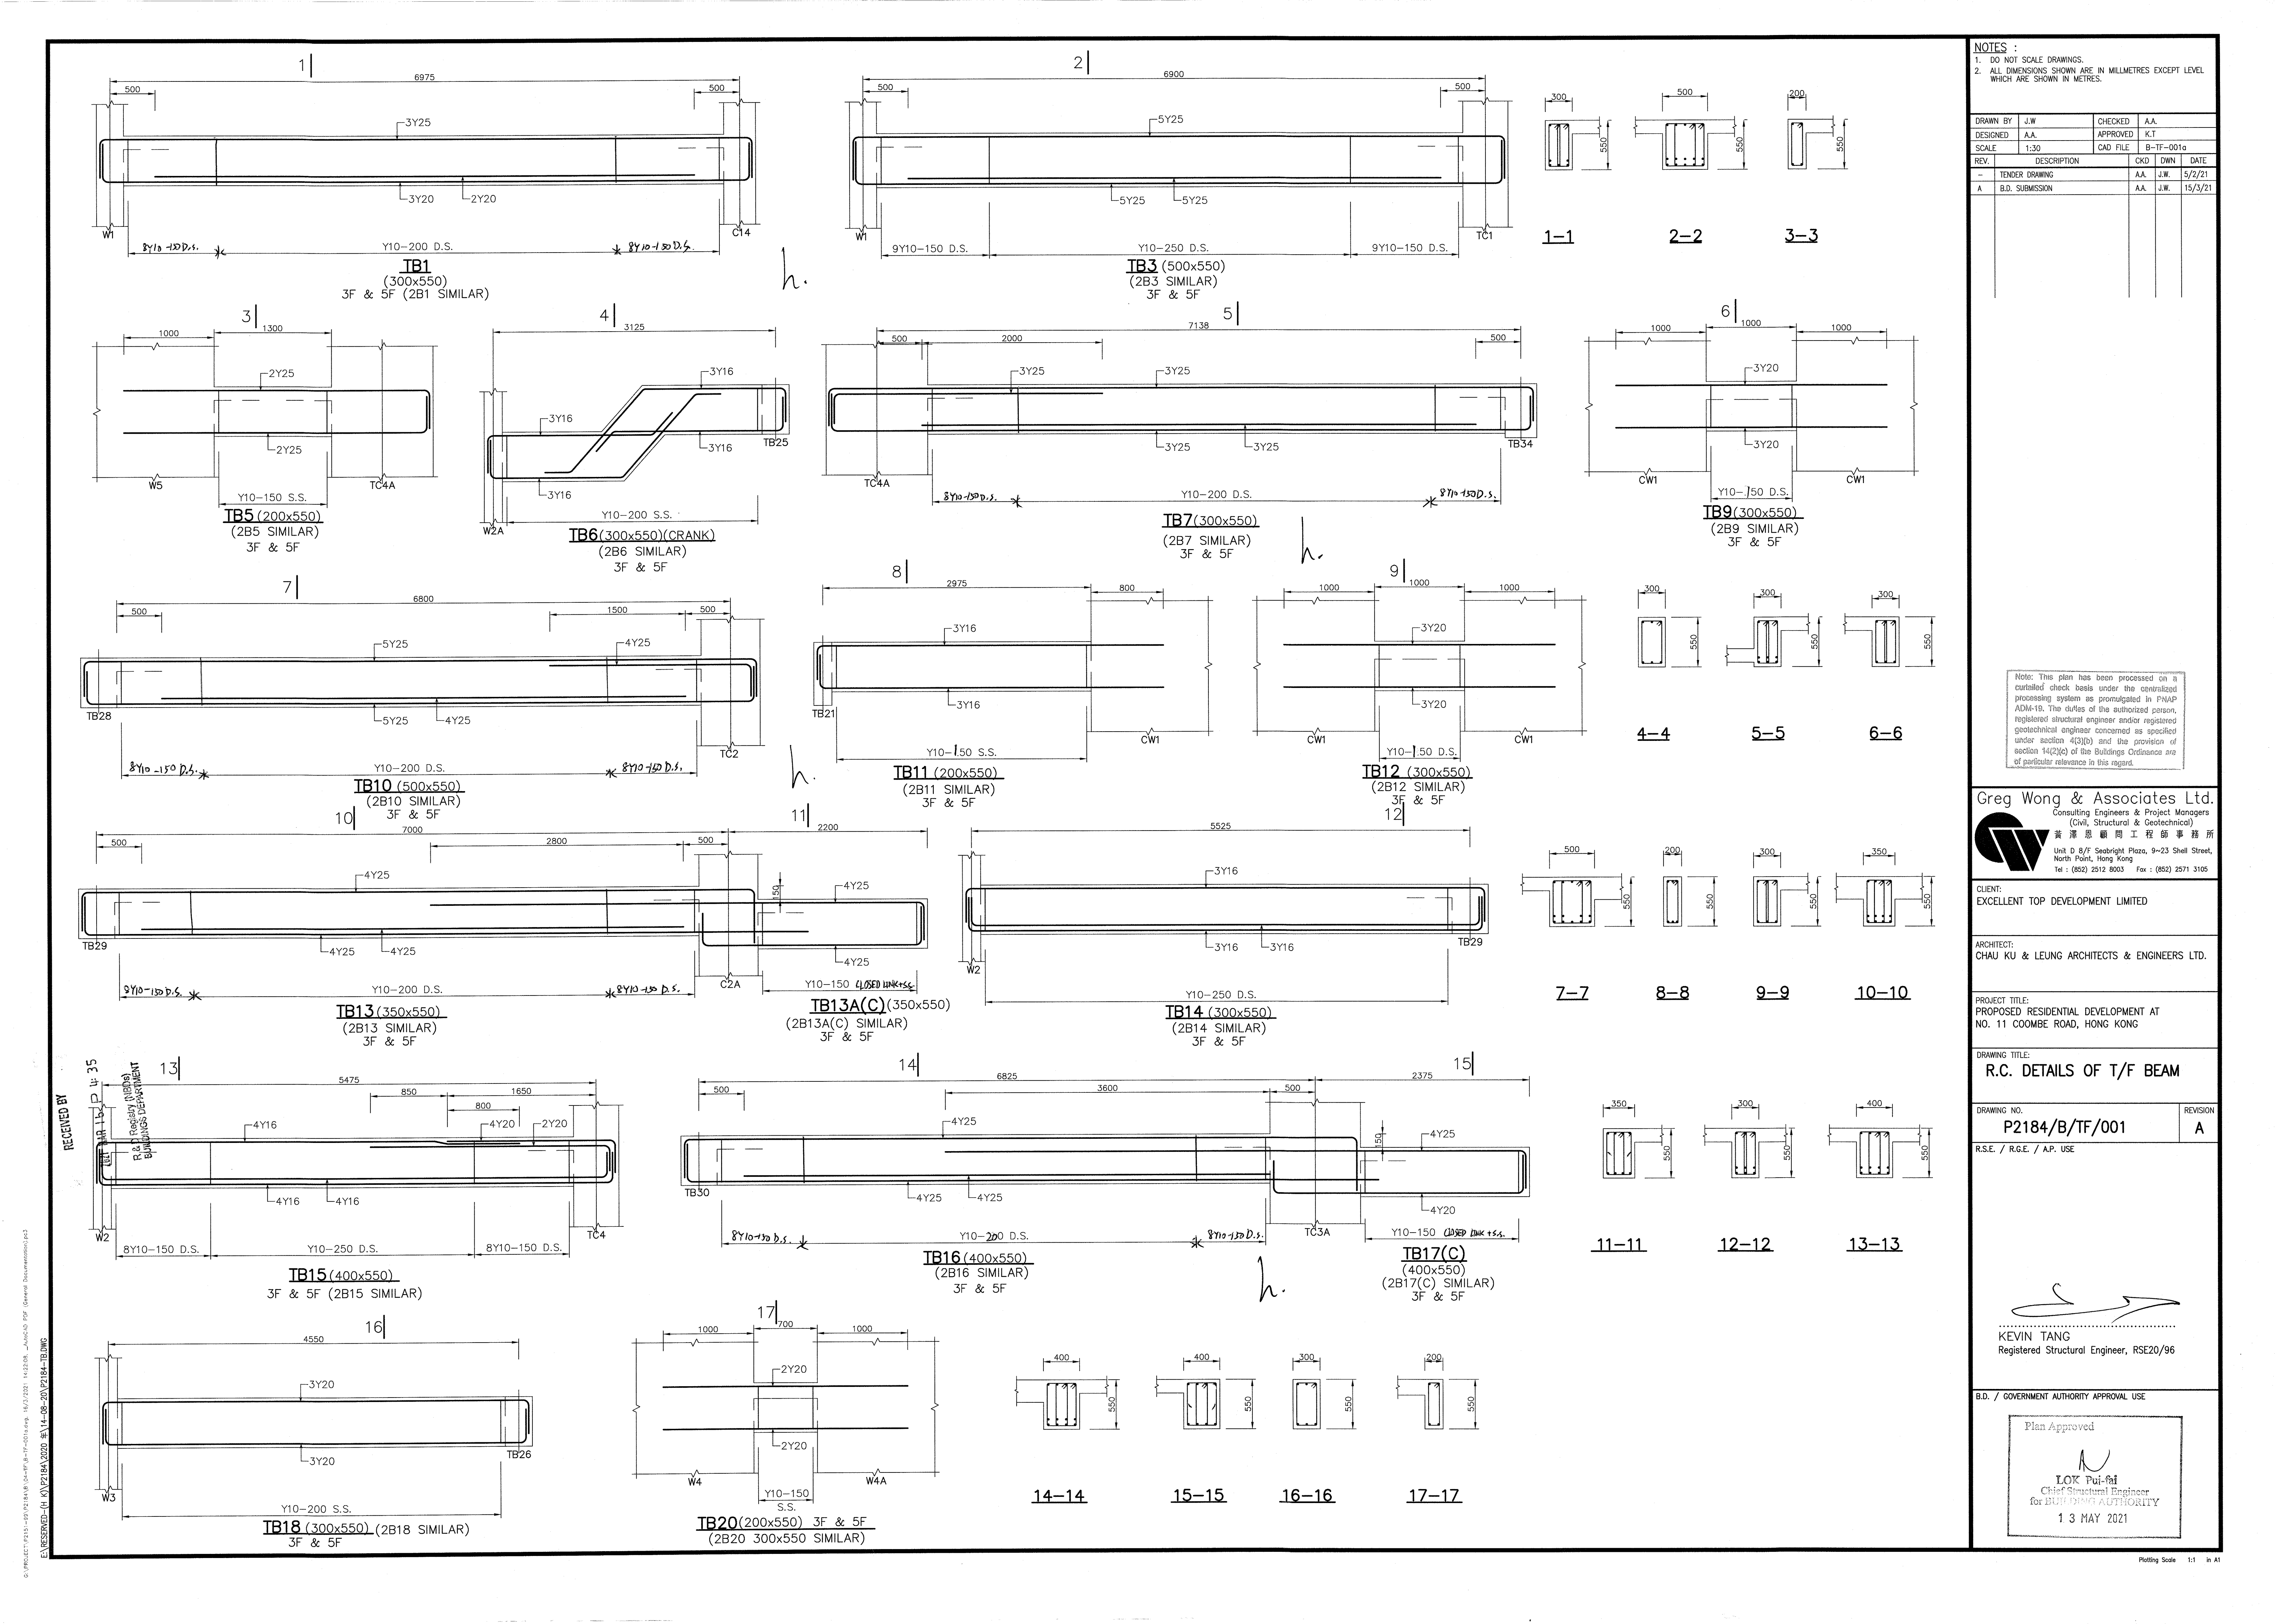 1
6975
500
500
3Y25
3Y20
2Y20
W1
C14
8Y10-150 D.S.
Y10-200 D.S.
8Y10-150 D.S.
TB1
(300x550)
3F & 5F (2B1 SIMILAR)
h.
2
6900
500
500
5Y25
5Y25
5Y25
W1
TC1
9Y10-150 D.S.
Y10-250 D.S.
9Y10-150 D.S.
TB3 (500x550)
(2B3 SIMILAR)
3F & 5F
300
550
1-1
500
550
2-2
200
550
3-3
3
1000
1300
2Y25
2Y25
W5
TC4A
Y10-150 S.S.
TB5 (200x550)
(2B5 SIMILAR)
3F & 5F
4
3125
3Y16
3Y16
3Y16
3Y16
TB25
W2A
Y10-200 S.S.
TB6 (300x550)(CRANK)
(2B6 SIMILAR)
3F & 5F
5
7138
500
2000
500
3Y25
3Y25
3Y25
3Y25
TC4A
TB34
8Y10-150 D.S.
Y10-200 D.S.
8Y10-150 D.S.
TB7 (300x550)
(2B7 SIMILAR)
3F & 5F
h.
6
1000
1000
1000
3Y20
3Y20
CW1
CW1
Y10-150 D.S.
TB9 (300x550)
(2B9 SIMILAR)
3F & 5F
7
6800
500
1500
500
5Y25
4Y25
5Y25
4Y25
TB28
TC2
8Y10-150 D.S.
Y10-200 D.S.
8Y10-150 D.S.
TB10 (500x550)
(2B10 SIMILAR)
3F & 5F
h.
8
2975
800
3Y16
3Y16
TB21
CW1
Y10-150 S.S.
TB11 (200x550)
(2B11 SIMILAR)
3F & 5F
9
1000
1000
1000
3Y20
3Y20
CW1
CW1
Y10-150 D.S.
TB12 (300x550)
(2B12 SIMILAR)
3F & 5F
300
550
4-4
300
550
5-5
300
550
6-6
10
7000
500
2800
500
4Y25
4Y25
4Y25
TB29
C2A
8Y10-150 D.S.
Y10-200 D.S.
8Y10-150 D.S.
TB13 (350x550)
(2B13 SIMILAR)
3F & 5F
11
2200
150
4Y25
4Y25
Y10-150 CLOSED LINK+S.S.
TB13A(C) (350x550)
(2B13A(C) SIMILAR)
3F & 5F
12
5525
3Y16
3Y16
3Y16
W2
TB29
Y10-250 D.S.
TB14 (300x550)
(2B14 SIMILAR)
3F & 5F
500
550
7-7
200
550
8-8
300
550
9-9
350
550
10-10
13
5475
850
1650
800
4Y16
4Y20
2Y20
4Y16
4Y16
W2
TC4
8Y10-150 D.S.
Y10-250 D.S.
8Y10-150 D.S.
TB15 (400x550)
3F & 5F (2B15 SIMILAR)
RECEIVED BY
P 4: 35
R & D Registry (NBDs)
BUILDINGS DEPARTMENT
14
6825
500
3600
500
4Y25
4Y25
4Y25
TB30
TC3A
8Y10-150 D.S.
Y10-200 D.S.
8Y10-150 D.S.
TB16 (400x550)
(2B16 SIMILAR)
3F & 5F
h.
15
2375
150
4Y25
4Y20
Y10-150 CLOSED LINK +S.S.
TB17(C)
(400x550)
(2B17(C) SIMILAR)
3F & 5F
350
550
11-11
300
550
12-12
400
550
13-13
16
4550
3Y20
3Y20
W3
TB26
Y10-200 S.S.
TB18 (300x550) (2B18 SIMILAR)
3F & 5F
17
1000
700
1000
2Y20
2Y20
W4
W4A
Y10-150
S.S.
TB20 (200x550) 3F & 5F
(2B20 300x550 SIMILAR)
400
550
14-14
400
550
15-15
300
550
16-16
200
550
17-17
NOTES :
1. DO NOT SCALE DRAWINGS.
2. ALL DIMENSIONS SHOWN ARE IN MILLMETRES EXCEPT LEVEL
WHICH ARE SHOWN IN METRES.
DRAWN BY J.W CHECKED A.A.
DESIGNED A.A. APPROVED K.T
SCALE 1:30 CAD FILE B-TF-001a
REV. DESCRIPTION CKD DWN DATE
- TENDER DRAWING A.A. J.W. 5/2/21
A B.D. SUBMISSION A.A. J.W. 15/3/21
Note: This plan has been processed on a
curtailed check basis under the centralized
processing system as promulgated in PNAP
ADM-19. The duties of the authorized person,
registered structural engineer and/or registered
geotechnical engineer concerned as specified
under section 4(3)(b) and the provision of
section 14(2)(c) of the Buildings Ordinance are
of particular relevance in this regard.
Greg Wong & Associates Ltd.
Consulting Engineers & Project Managers
(Civil, Structural & Geotechnical)
黃澤恩顧問工程師事務所
Unit D 8/F Seabright Plaza, 9~23 Shell Street,
North Point, Hong Kong
Tel : (852) 2512 8003 Fax : (852) 2571 3105
CLIENT:
EXCELLENT TOP DEVELOPMENT LIMITED
ARCHITECT:
CHAU KU & LEUNG ARCHITECTS & ENGINEERS LTD.
PROJECT TITLE:
PROPOSED RESIDENTIAL DEVELOPMENT AT
NO. 11 COOMBE ROAD, HONG KONG
DRAWING TITLE:
R.C. DETAILS OF T/F BEAM
DRAWING NO.
P2184/B/TF/001
REVISION
A
R.S.E. / R.G.E. / A.P. USE
KEVIN TANG
Registered Structural Engineer, RSE20/96
B.D. / GOVERNMENT AUTHORITY APPROVAL USE
Plan Approved
LOK Pui-fai
Chief Structural Engineer
for BUILDING AUTHORITY
13 MAY 2021
Plotting Scale 1:1 in A1
E:\RESERVED-(H K)\P2184\2020 年\14-08-20\P2184-TB.DWG